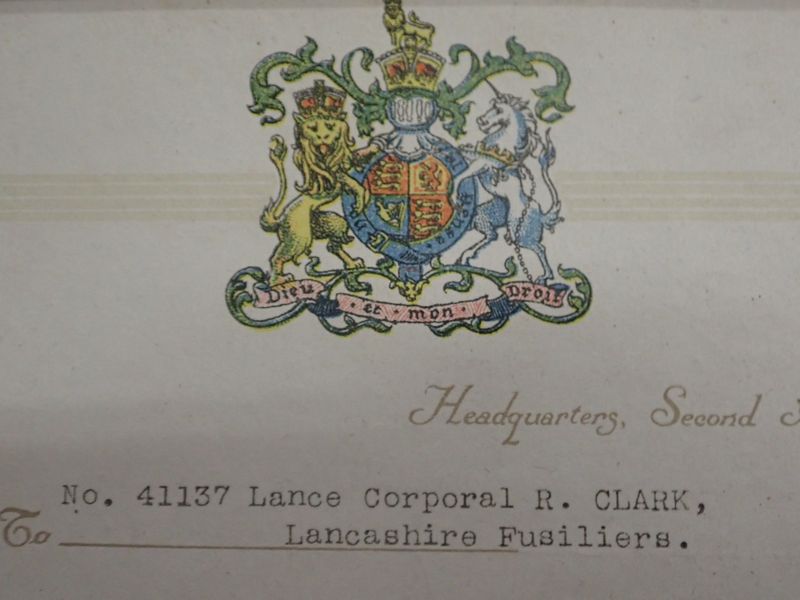 Dieu et mon Droit
Headquarters, Second
No. 41137 Lance Corporal R. CLARK,
To Lancashire Fusiliers.